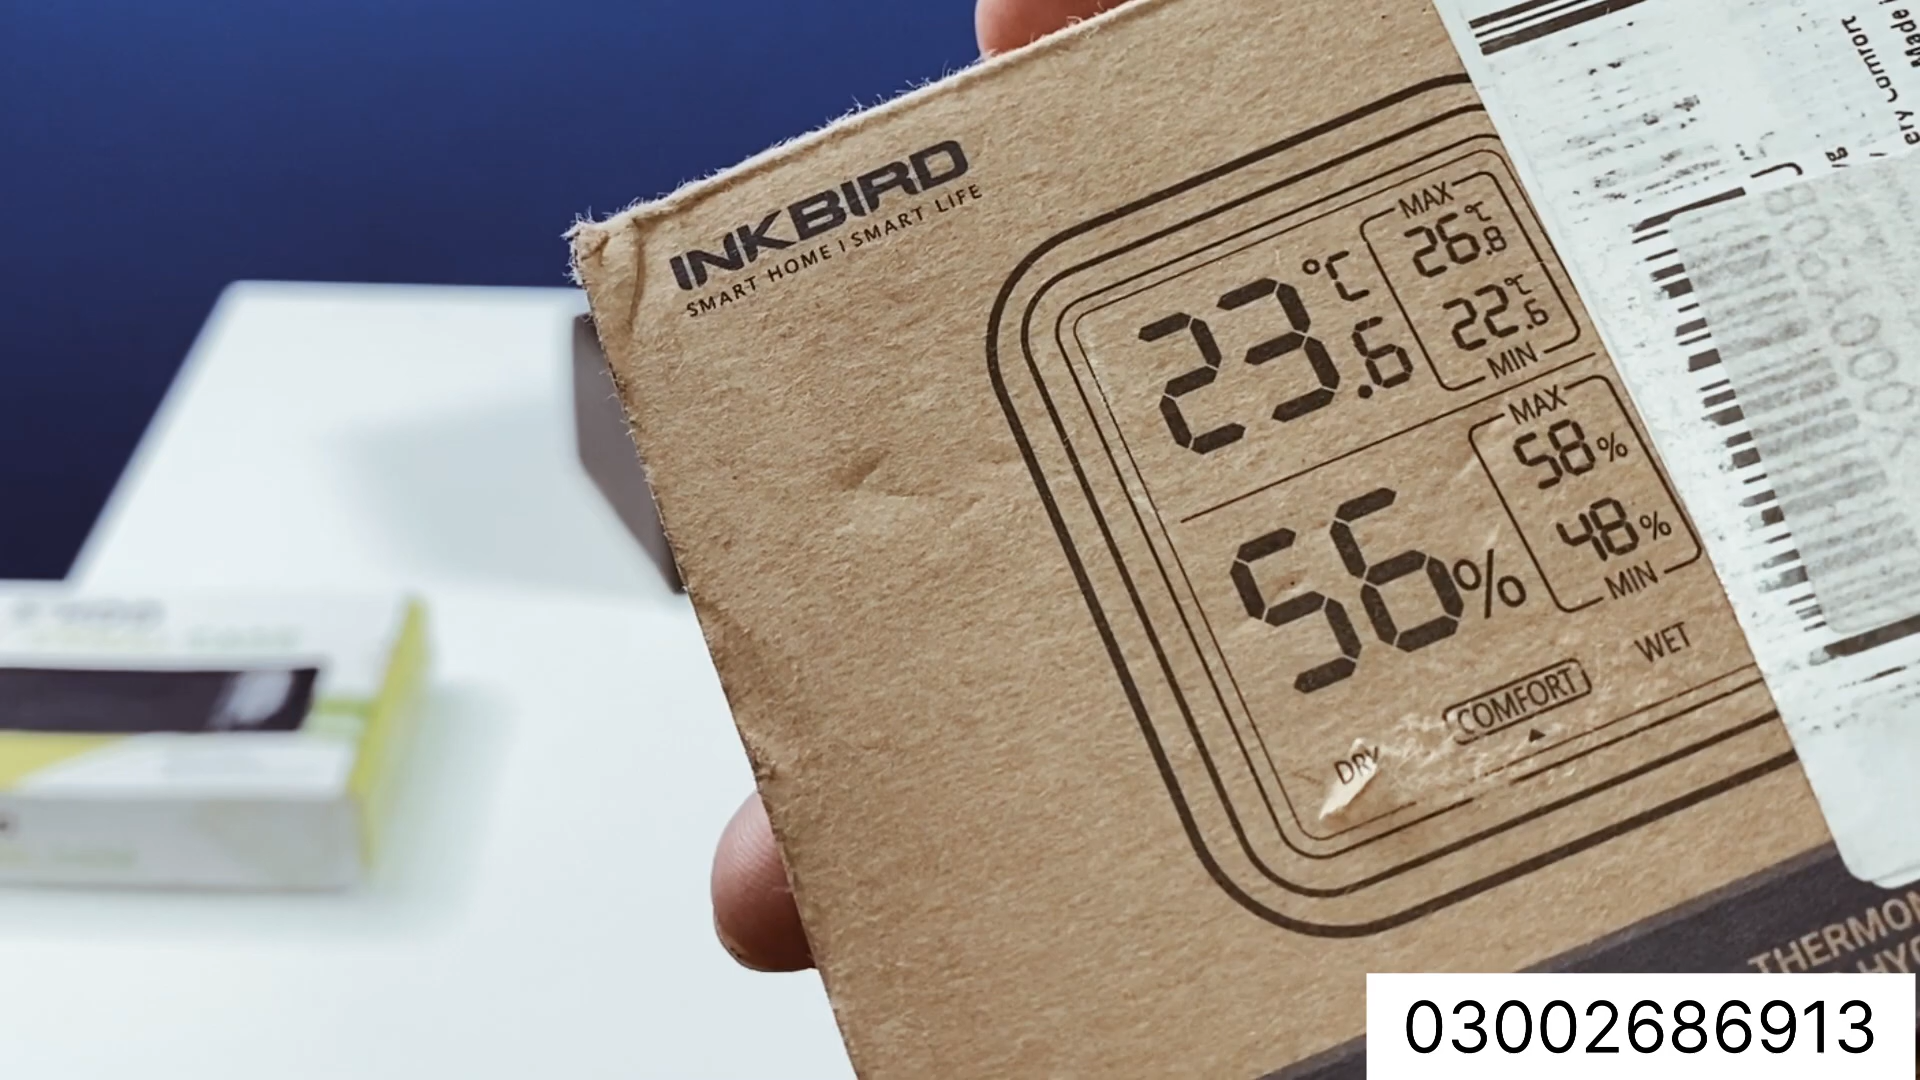 INKBIRD
SMART HOME | SMART LIFE
MAX
26.8 °C
23.6 °C
22.6 °C
MIN
MAX
58%
56%
48%
MIN
DRY
COMFORT
WET
THERMO
Made
03002686913